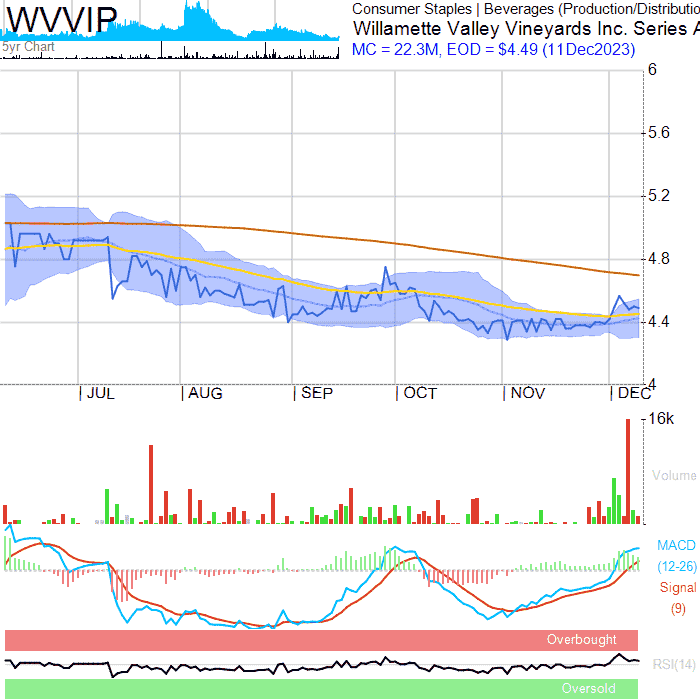 WVVIP
5yr Chart
Consumer Staples | Beverages (Production/Distributio
Willamette Valley Vineyards Inc. Series A
MC = 22.3M, EOD = $4.49 (11Dec2023)
6
5.6
5.2
4.8
4.4
4
JUL AUG SEP OCT NOV DEC
16k
Volume
MACD
(12-26)
Signal
(9)
Overbought
RSI(14)
Oversold